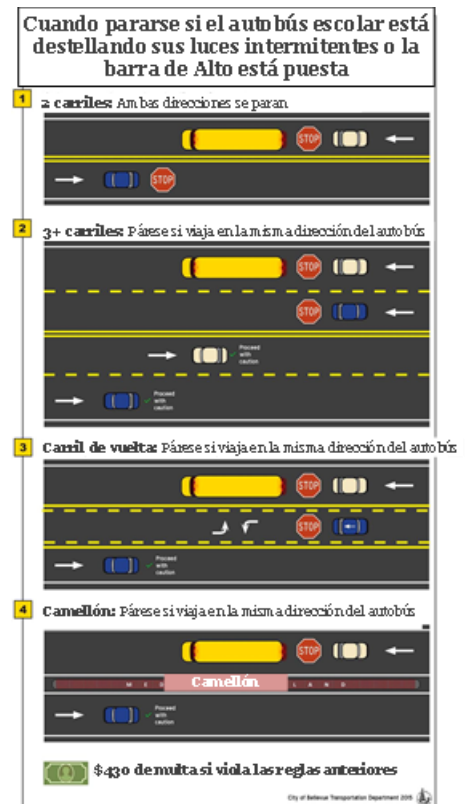 Cuando pararse si el autobús escolar está
destellando sus luces intermitentes o la
barra de Alto está puesta
1
2 carriles: Ambas direcciones se paran
STOP
STOP
2
3+ carriles: Párese si viaja en la misma dirección del autobús
STOP
STOP
Proceed
with
caution
Proceed
with
caution
3
Carril de vuelta: Párese si viaja en la misma dirección del autobús
STOP
STOP
Proceed
with
caution
4
Camellón: Párese si viaja en la misma dirección del autobús
STOP
M E D Camellón L A N D
Proceed
with
caution
$430 de multa si viola las reglas anteriores
City of Bellevue Transportation Department 2015